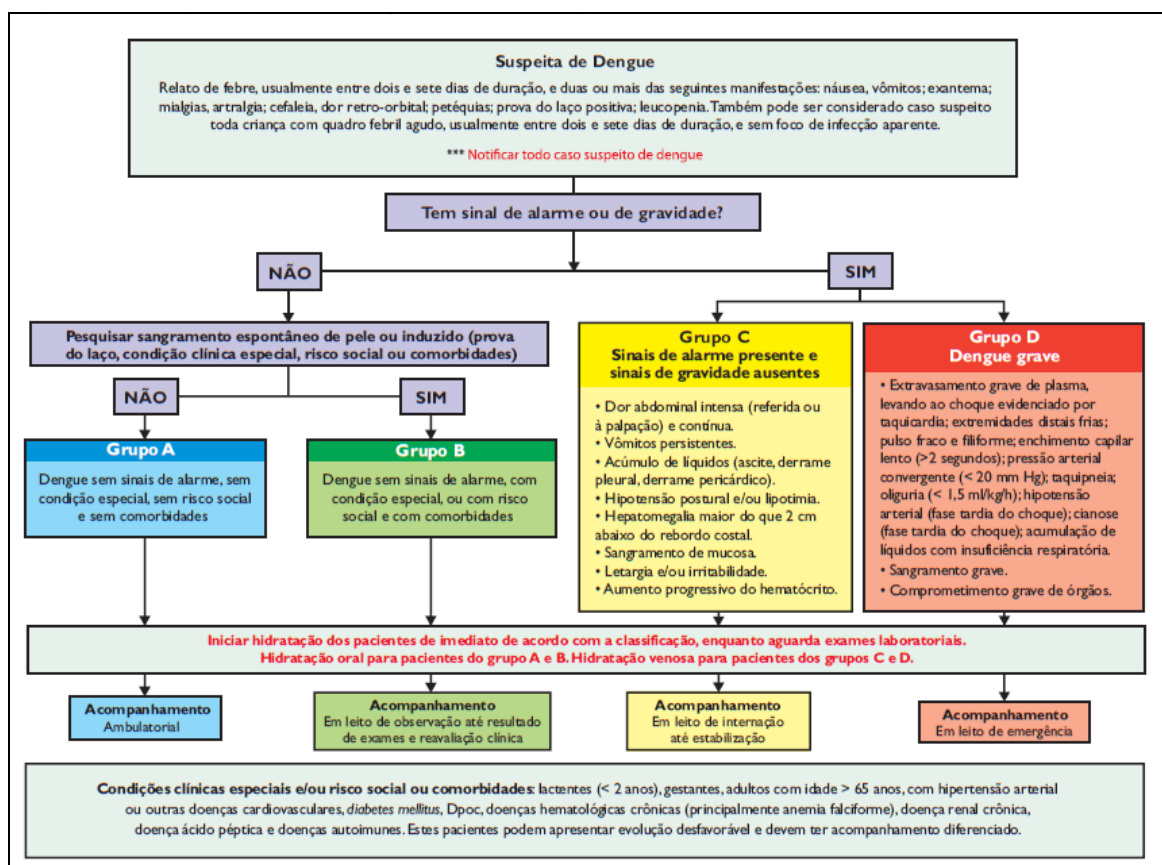 Suspeita de Dengue
Relato de febre, usualmente entre dois e sete dias de duração, e duas ou mais das seguintes manifestações: náusea, vômitos; exantema;
mialgias, artralgia; cefaleia, dor retro-orbital; petéquias; prova do laço positiva; leucopenia. Também pode ser considerado caso suspeito
toda criança com quadro febril agudo, usualmente entre dois e sete dias de duração, e sem foco de infecção aparente.
*** Notificar todo caso suspeito de dengue
Tem sinal de alarme ou de gravidade?
NÃO
SIM
Pesquisar sangramento espontâneo de pele ou induzido (prova
do laço, condição clínica especial, risco social ou comorbidades)
NÃO
SIM
Grupo A
Dengue sem sinais de alarme, sem
condição especial, sem risco social
e sem comorbidades
Grupo B
Dengue sem sinais de alarme, com
condição especial, ou com risco
social e com comorbidades
Grupo C
Sinais de alarme presente e
sinais de gravidade ausentes
• Dor abdominal intensa (referida ou
à palpação) e contínua.
• Vômitos persistentes.
• Acúmulo de líquidos (ascite, derrame
pleural, derrame pericárdico).
• Hipotensão postural e/ou lipotimia.
• Hepatomegalia maior do que 2 cm
abaixo do rebordo costal.
• Sangramento de mucosa.
• Letargia e/ou irritabilidade.
• Aumento progressivo do hematócrito.
Grupo D
Dengue grave
• Extravasamento grave de plasma,
levando ao choque evidenciado por
taquicardia; extremidades distais frias;
pulso fraco e filiforme; enchimento capilar
lento (>2 segundos); pressão arterial
convergente (< 20 mm Hg); taquipneia;
oliguria (< 1,5 ml/kg/h); hipotensão
arterial (fase tardia do choque); cianose
(fase tardia do choque); acumulação de
líquidos com insuficiência respiratória.
• Sangramento grave.
• Comprometimento grave de órgãos.
Iniciar hidratação dos pacientes de imediato de acordo com a classificação, enquanto aguarda exames laboratoriais.
Hidratação oral para pacientes do grupo A e B. Hidratação venosa para pacientes dos grupos C e D.
Acompanhamento
Ambulatorial
Acompanhamento
Em leito de observação até resultado
de exames e reavaliação clínica
Acompanhamento
Em leito de internação
até estabilização
Acompanhamento
Em leito de emergência
Condições clínicas especiais e/ou risco social ou comorbidades: lactentes (< 2 anos), gestantes, adultos com idade > 65 anos, com hipertensão arterial
ou outras doenças cardiovasculares, diabetes mellitus, Dpoc, doenças hematológicas crônicas (principalmente anemia falciforme), doença renal crônica,
doença ácido péptica e doenças autoimunes. Estes pacientes podem apresentar evolução desfavorável e devem ter acompanhamento diferenciado.